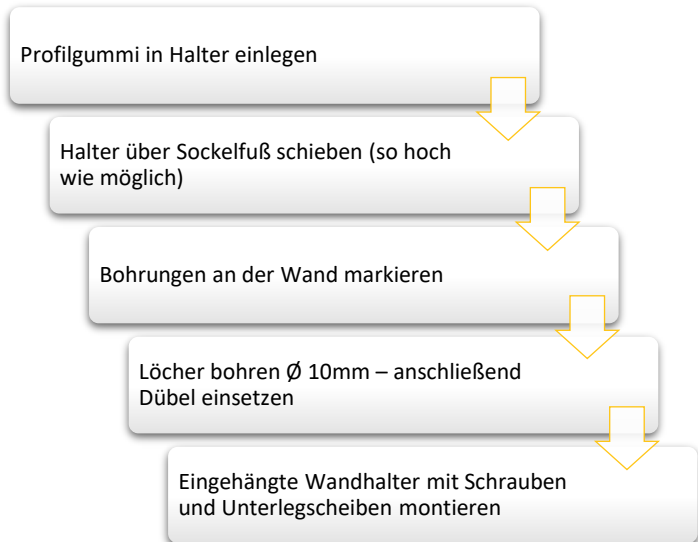 Profilgummi in Halter einlegen
Halter über Sockelfuß schieben (so hoch
wie möglich)
Bohrungen an der Wand markieren
Löcher bohren Ø 10mm – anschließend
Dübel einsetzen
Eingehängte Wandhalter mit Schrauben
und Unterlegscheiben montieren